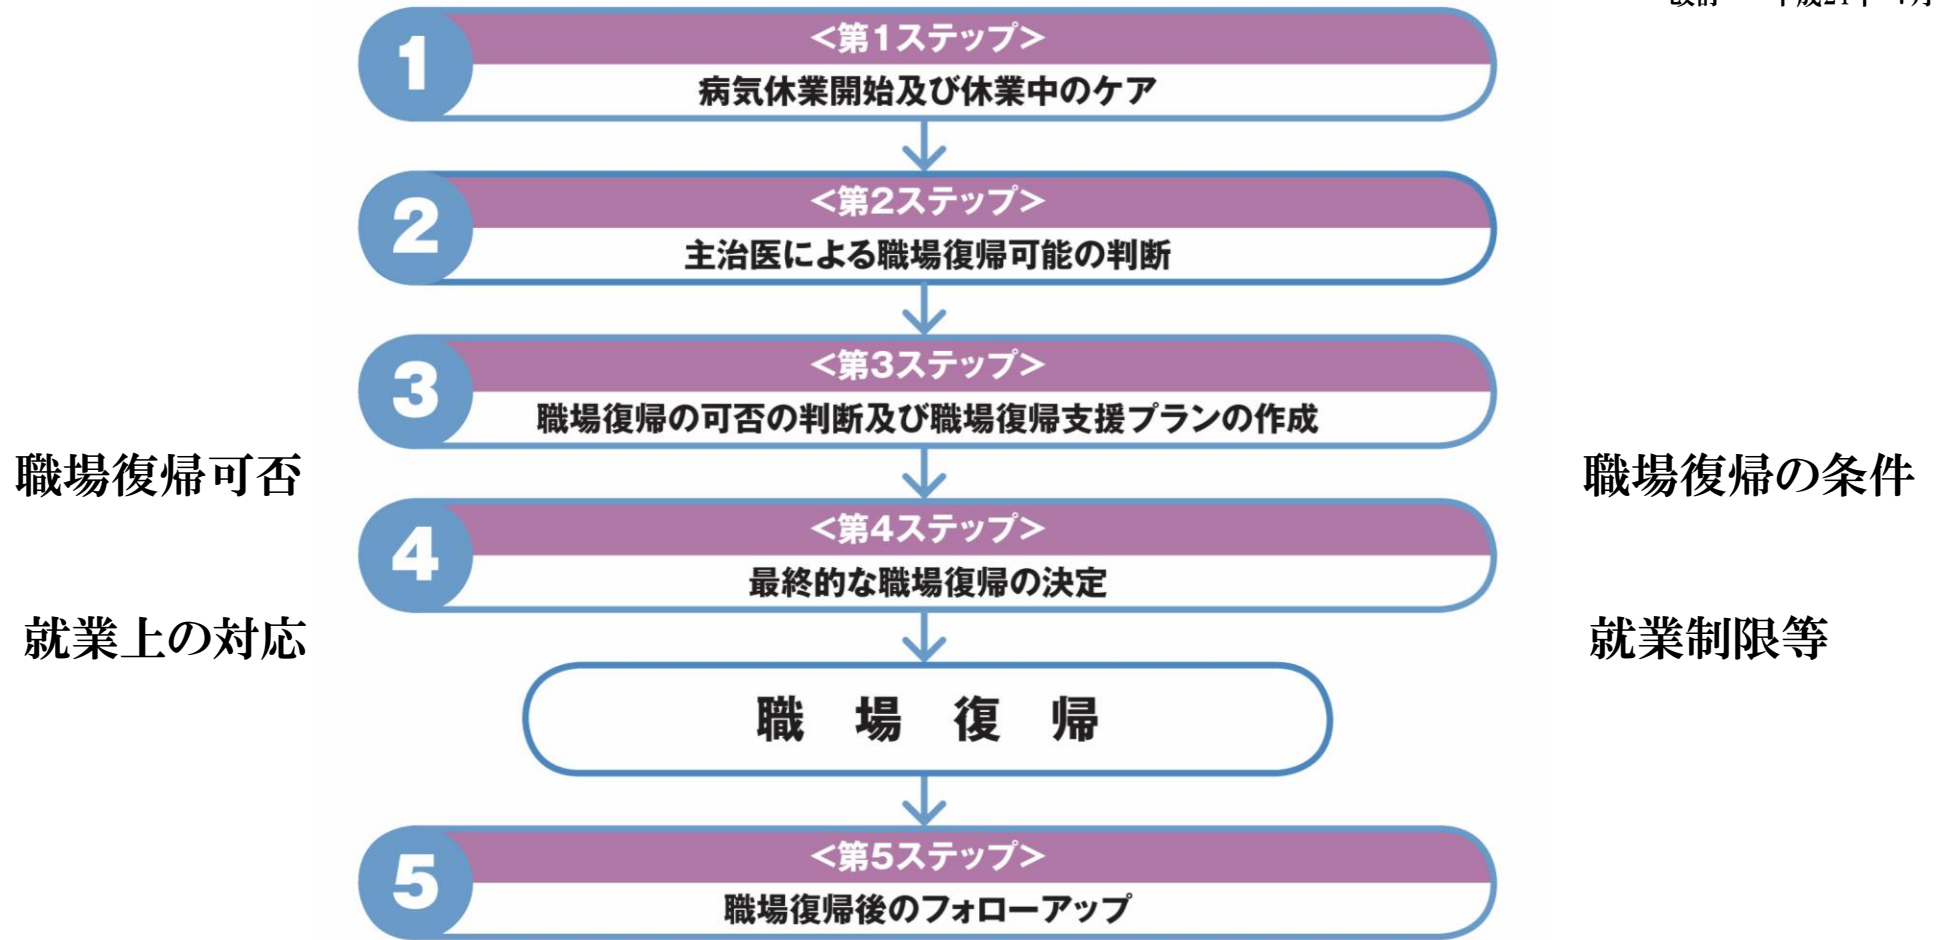 1
<第1ステップ>
病気休業開始及び休業中のケア
2
<第2ステップ>
主治医による職場復帰可能の判断
3
<第3ステップ>
職場復帰の可否の判断及び職場復帰支援プランの作成
職場復帰可否
職場復帰の条件
4
<第4ステップ>
最終的な職場復帰の決定
就業上の対応
就業制限等
職 場 復 帰
5
<第5ステップ>
職場復帰後のフォローアップ